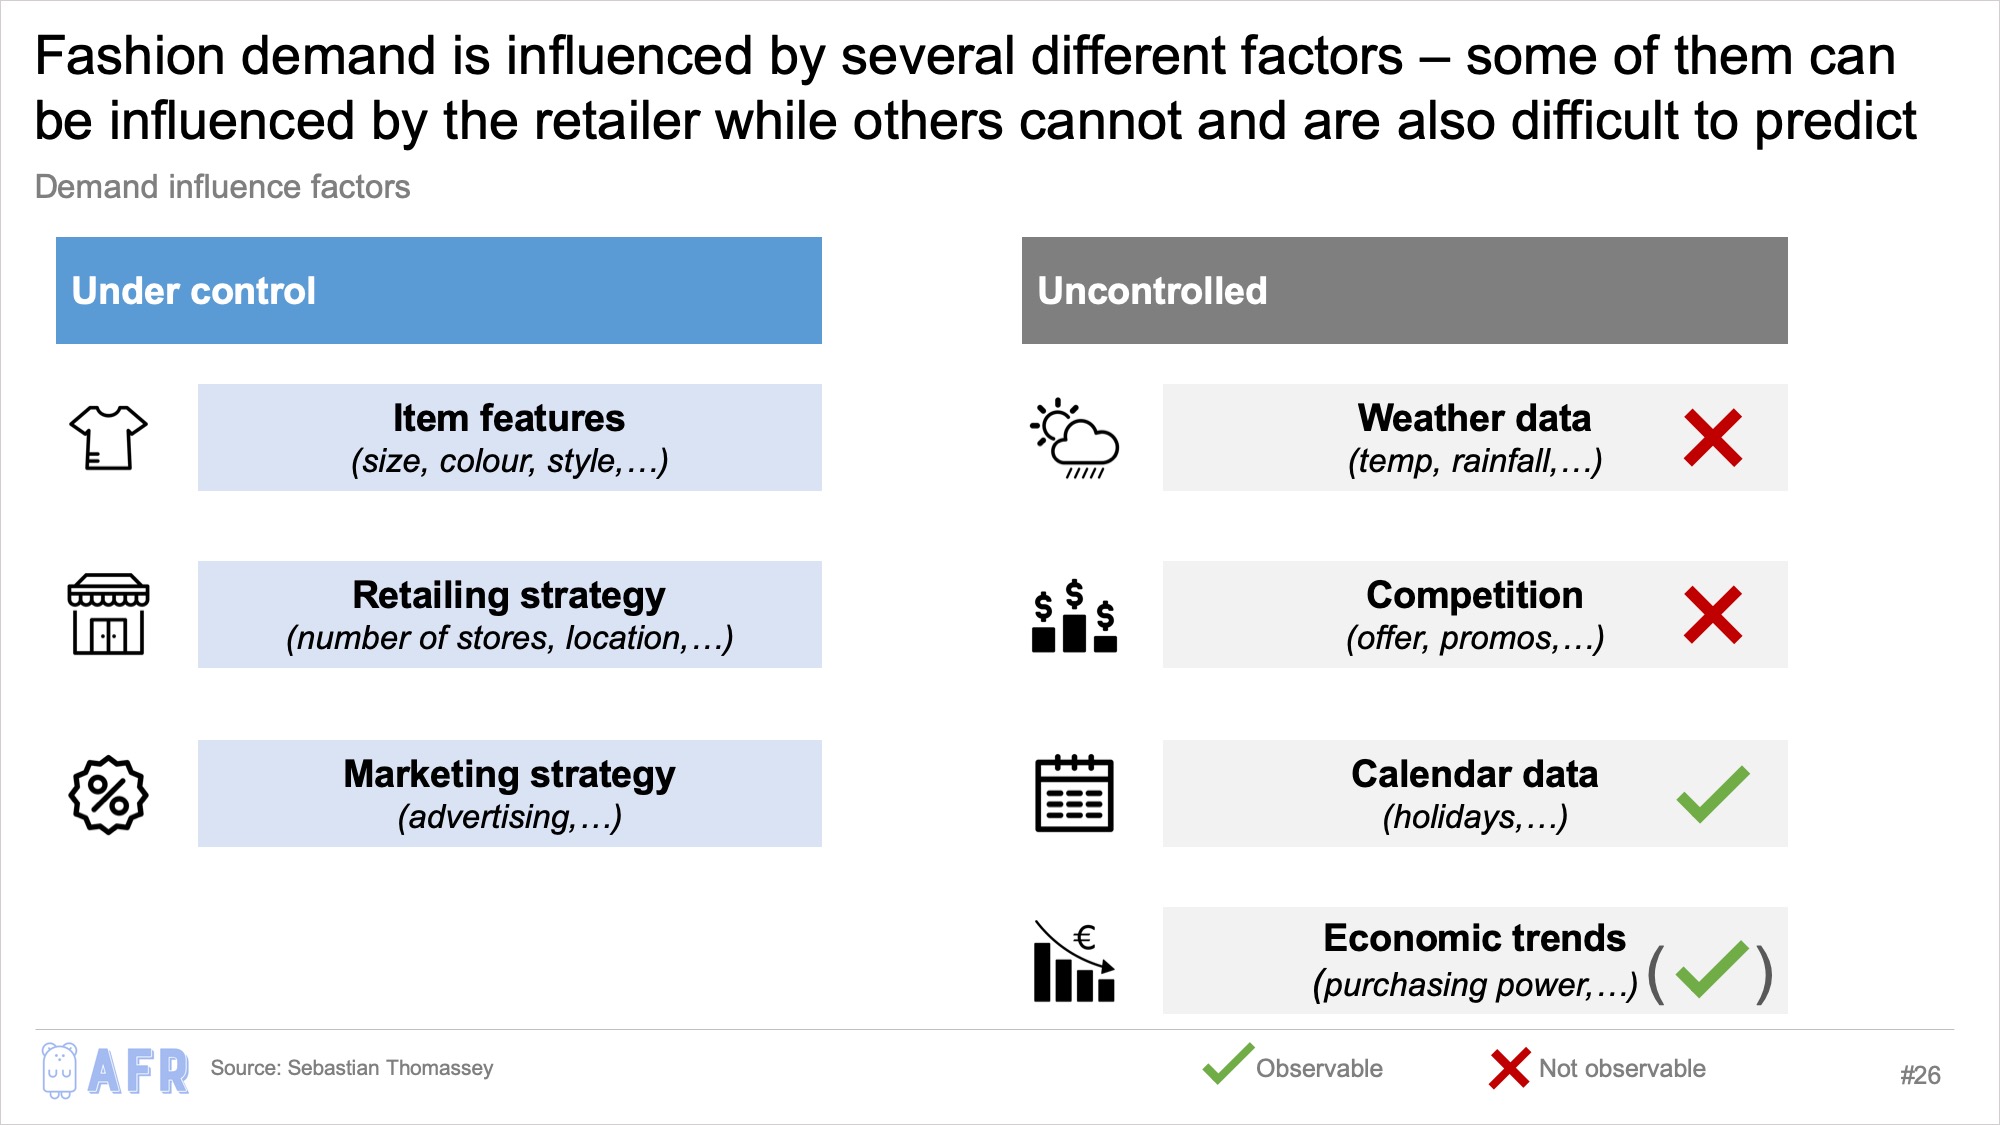 Fashion demand is influenced by several different factors – some of them can
be influenced by the retailer while others cannot and are also difficult to predict
Demand influence factors
Under control
Item features
(size, colour, style,…)
Retailing strategy
(number of stores, location,…)
Marketing strategy
(advertising,…)
Uncontrolled
Weather data
(temp, rainfall,…)
$ $ $
Competition
(offer, promos,…)
Calendar data
(holidays,…)
€
Economic trends
(purchasing power,…)
AFR
Source: Sebastian Thomassey
Observable
Not observable
#26